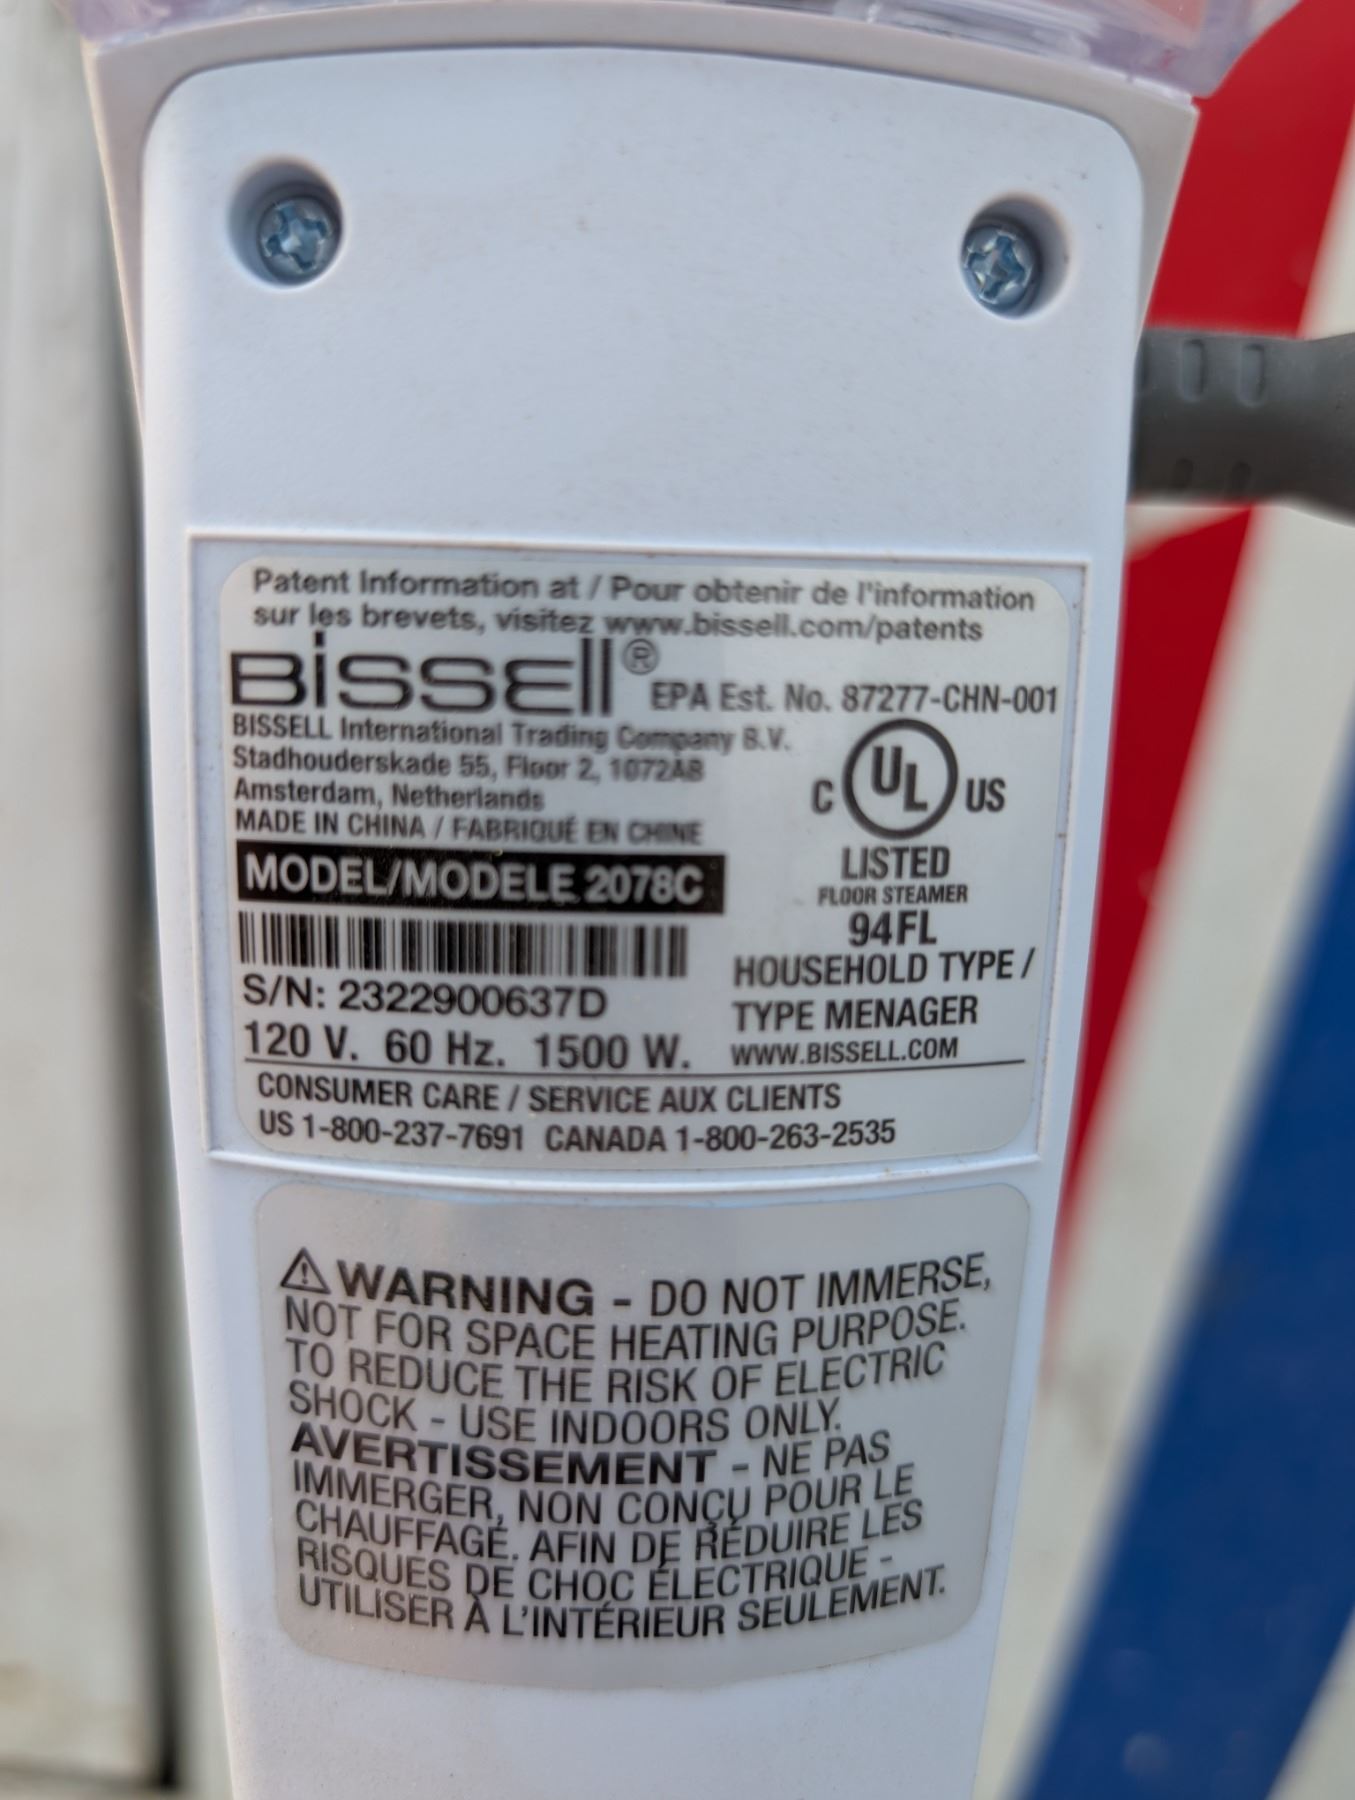 Patent Information at / Pour obtenir de l'information
sur les brevets, visitez www.bissell.com/patents
BISSELL®
EPA Est. No. 87277-CHN-001
BISSELL International Trading Company B.V.
Stadhouderskade 55, Floor 2, 1072AB
Amsterdam, Netherlands
MADE IN CHINA / FABRIQUÉ EN CHINE
MODEL/MODELE 2078C
S/N: 2322900637D
120 V. 60 Hz. 1500 W.
C UL US
LISTED
FLOOR STEAMER
94FL
HOUSEHOLD TYPE /
TYPE MENAGER
WWW.BISSELL.COM
CONSUMER CARE / SERVICE AUX CLIENTS
US 1-800-237-7691 CANADA 1-800-263-2535
⚠ WARNING - DO NOT IMMERSE,
NOT FOR SPACE HEATING PURPOSE.
TO REDUCE THE RISK OF ELECTRIC
SHOCK - USE INDOORS ONLY.
AVERTISSEMENT - NE PAS
IMMERGER, NON CONÇU POUR LE
CHAUFFAGE. AFIN DE RÉDUIRE LES
RISQUES DE CHOC ÉLECTRIQUE -
UTILISER À L'INTÉRIEUR SEULEMENT.